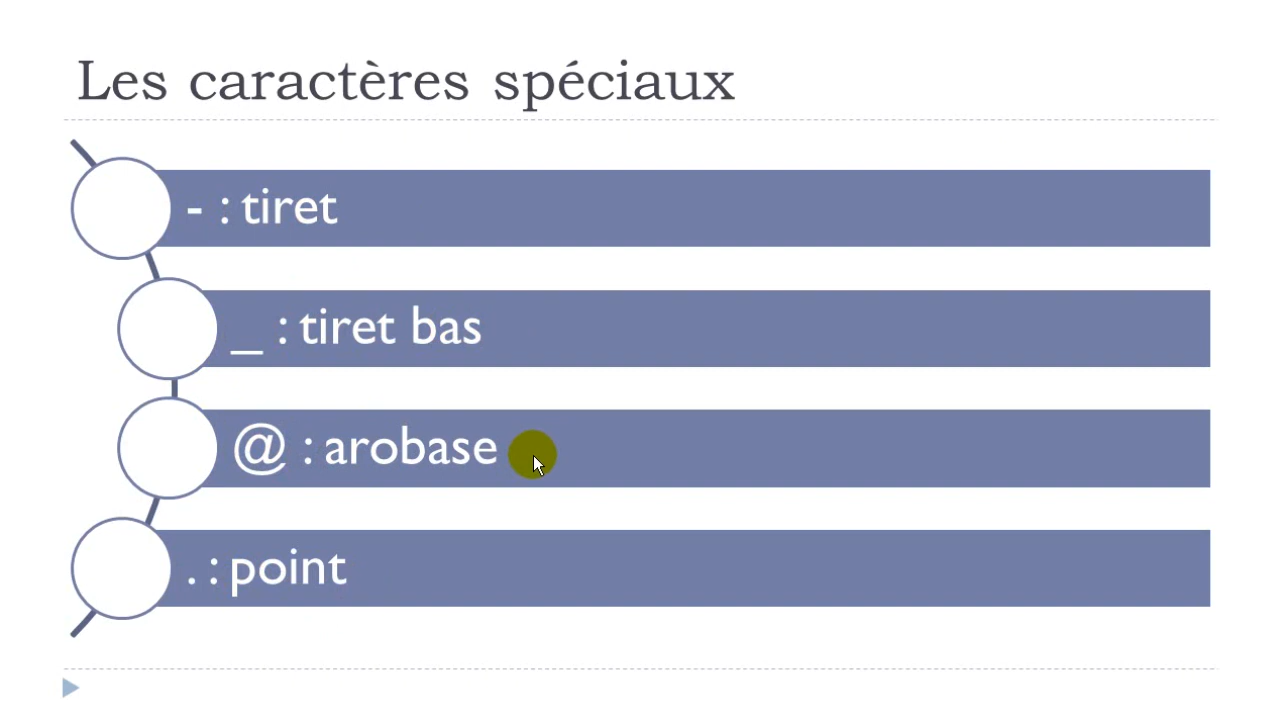 Les caractères spéciaux
- : tiret
_ : tiret bas
@ : arobase
. : point